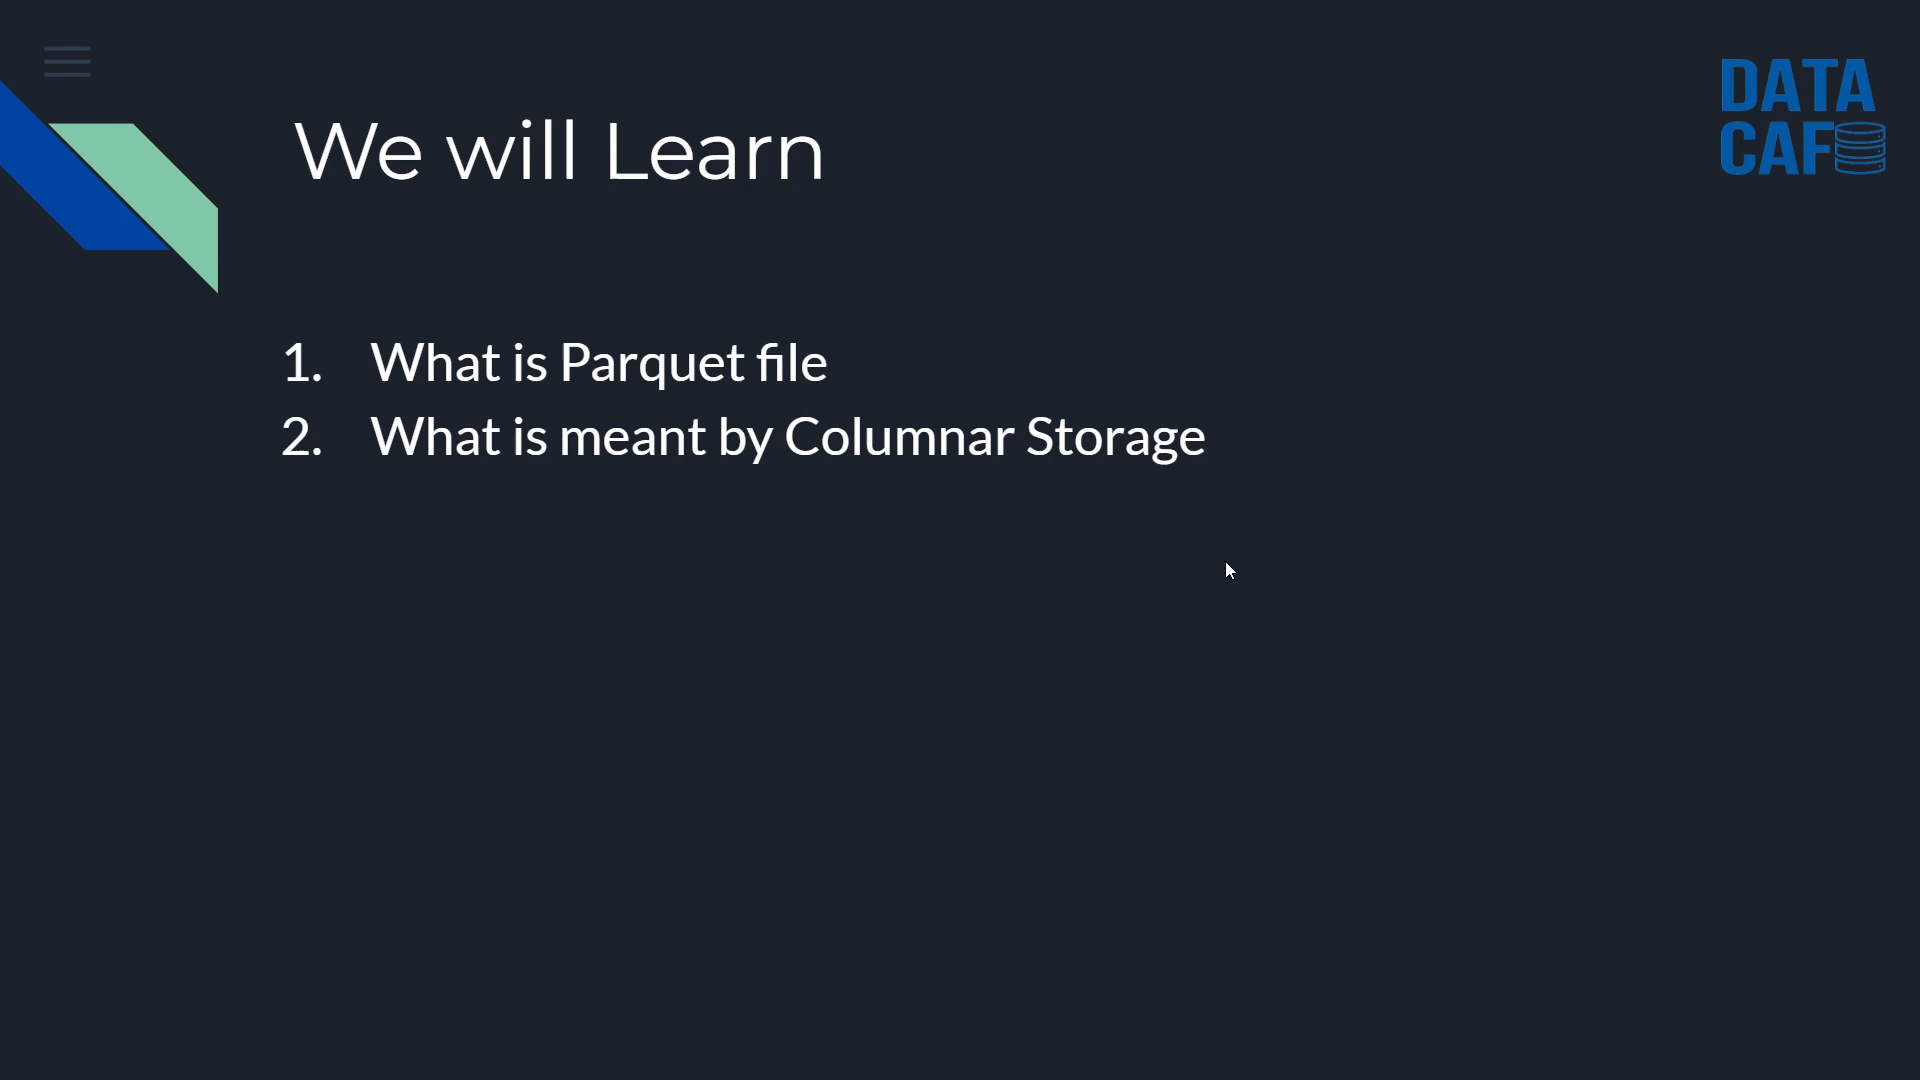 We will Learn
DATA
CAF
1. What is Parquet file
2. What is meant by Columnar Storage